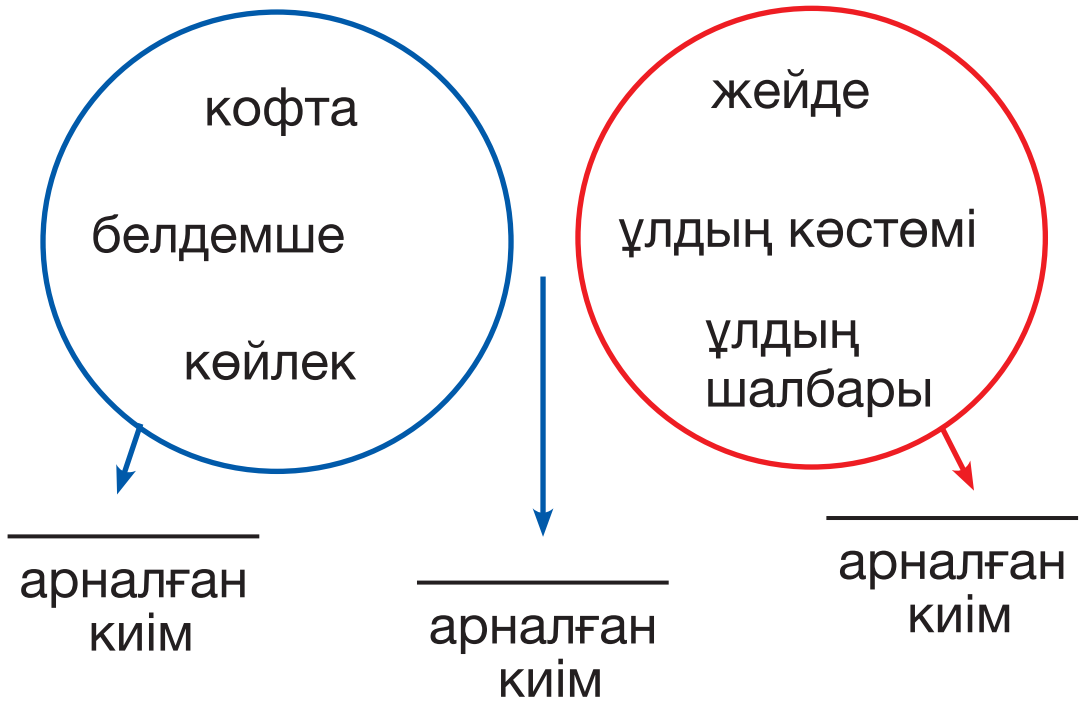 кофта
белдемше
көйлек
жейде
ұлдың кәстөмі
ұлдың
шалбары
арналған
киім
арналған
киім
арналған
киім